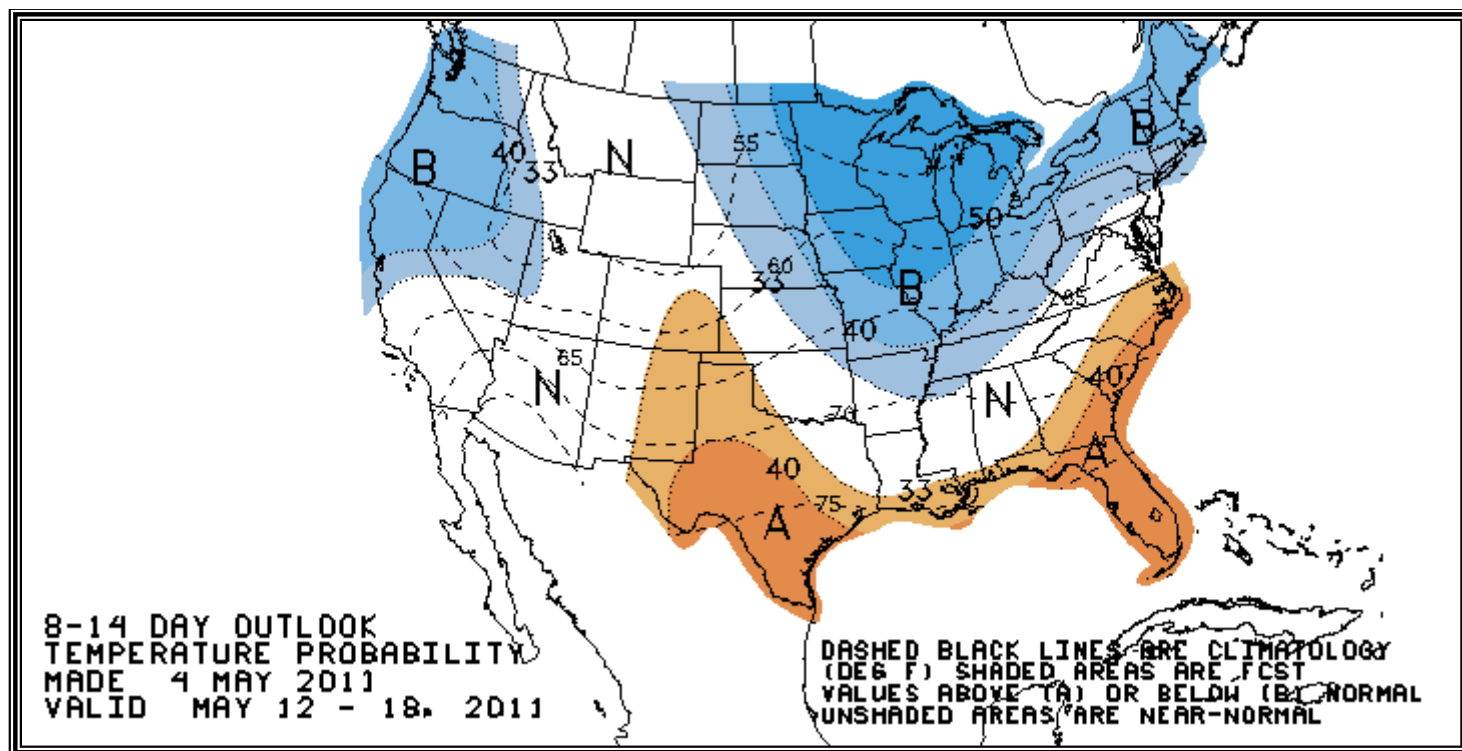 B
N
55
40
33
B
50
B
60
33
65
40
65
N
N
40
70
A
40
33
75
A
8-14 DAY OUTLOOK
TEMPERATURE PROBABILITY
MADE 4 MAY 2011
VALID MAY 12 - 18, 2011
DASHED BLACK LINES ARE CLIMATOLOGY
(DEG F) SHADED AREAS ARE FCST
VALUES ABOVE (A) OR BELOW (B) NORMAL
UNSHADED AREAS ARE NEAR-NORMAL